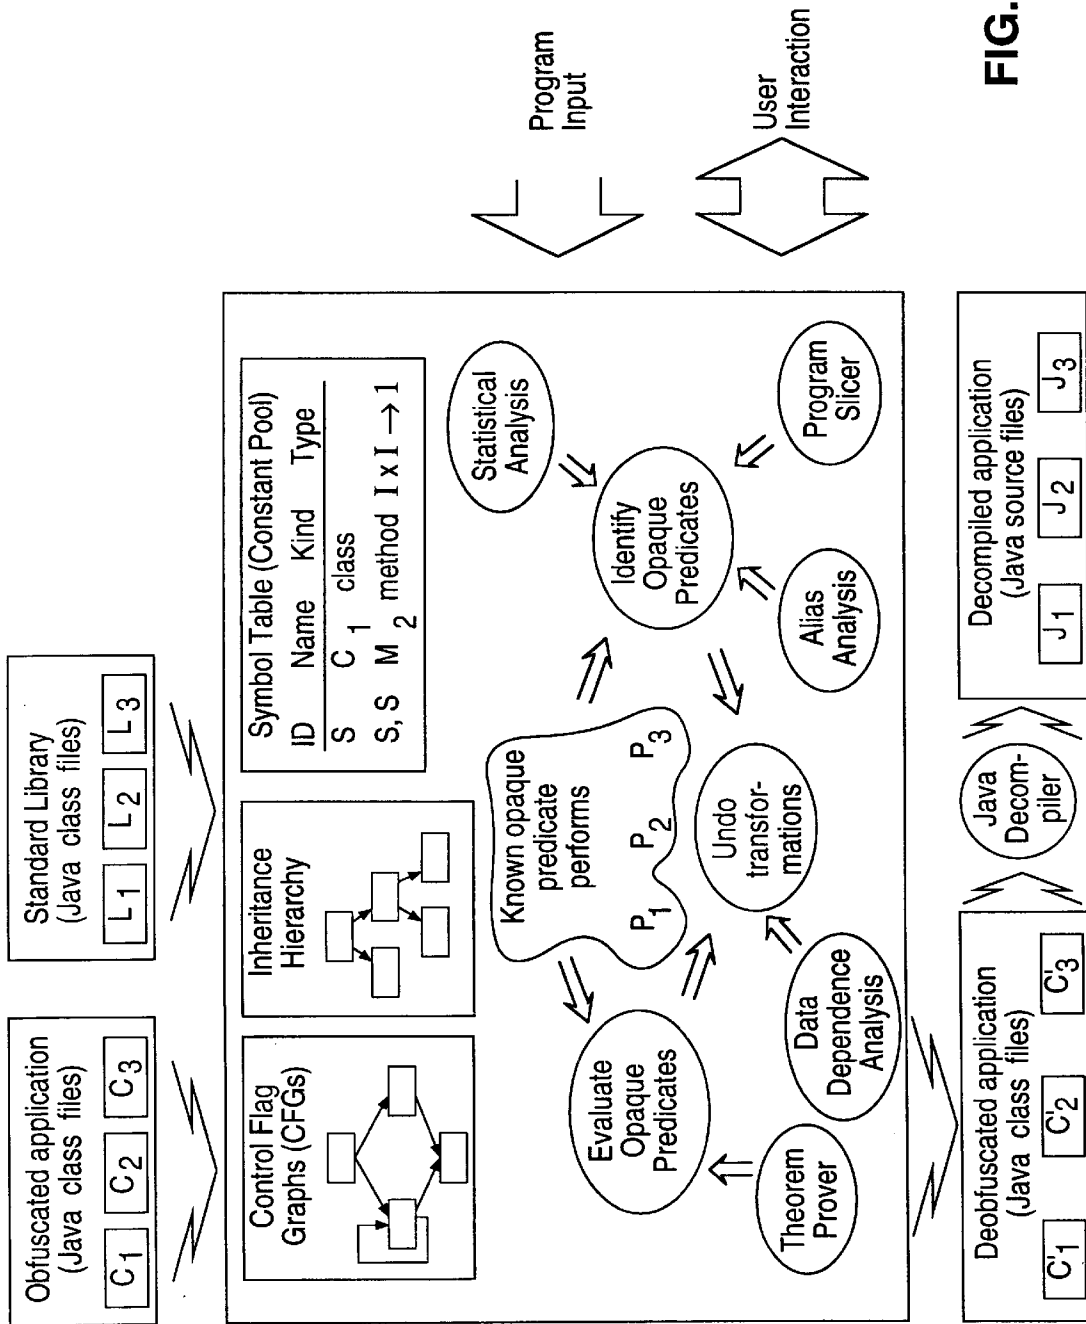 Obfuscated application
(Java class files)
C1 C2 C3
Standard Library
(Java class files)
L1 L2 L3
Control Flag
Graphs (CFGs)
Inheritance
Hierarchy
Symbol Table (Constant Pool)
ID Name Kind Type
S C1 class
S, S M2 method I x I → 1
Program
Input
User
Interaction
Known opaque
predicate
performs
P1 P2 P3
Statistical
Analysis
Evaluate
Opaque
Predicates
Identify
Opaque
Predicates
Undo
transfor-
mations
Theorem
Prover
Data
Dependence
Analysis
Alias
Analysis
Program
Slicer
Deobfuscated application
(Java class files)
C'1 C'2 C'3
Java
Decom-
piler
Decompiled application
(Java source files)
J1 J2 J3
FIG.